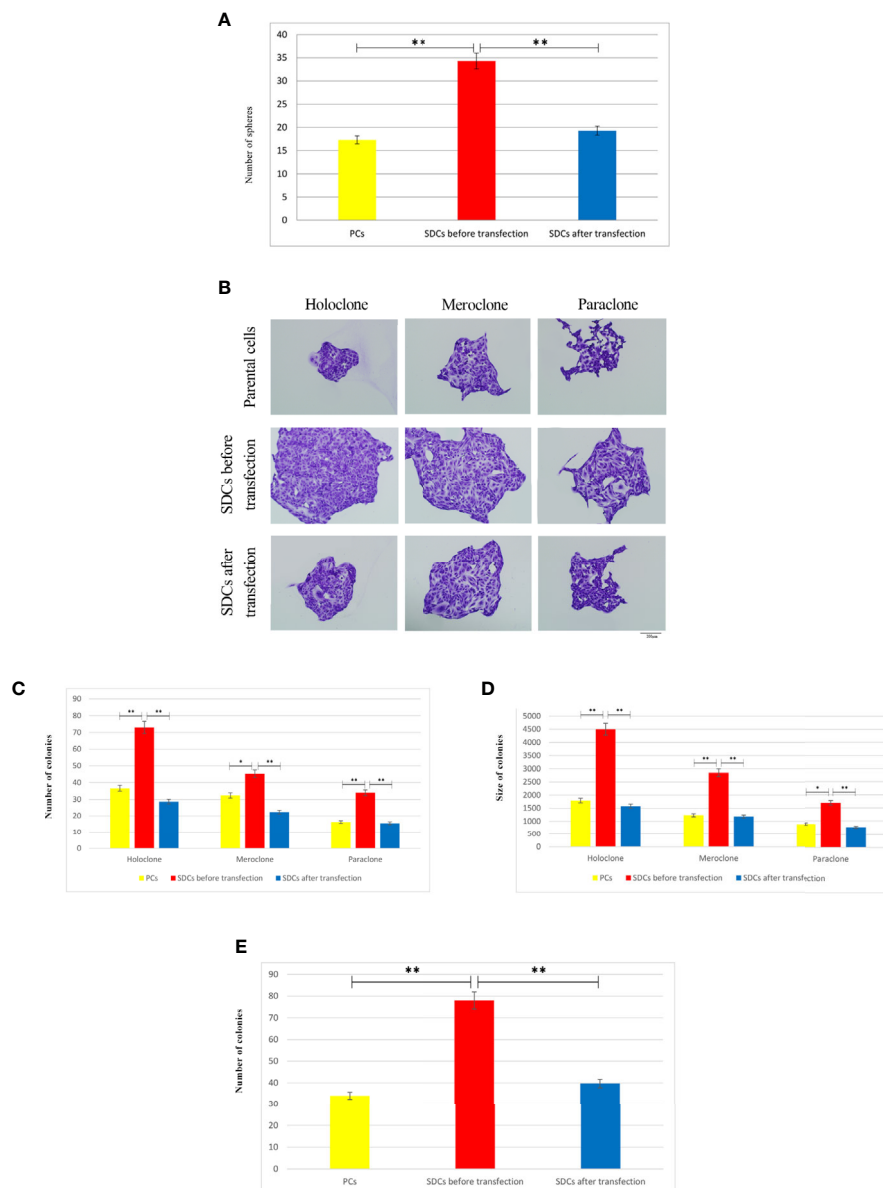 A
** **
40
35
30
25
20
15
10
5
0
Number of spheres
PCs SDCs before transfection SDCs after transfection
B
Holoclone Meroclone Paraclone
Parental cells
SDCs before
transfection
SDCs after
transfection
C
Number of colonies
90
80
70
60
50
40
30
20
10
0
** **
* **
** **
Holoclone Meroclone Paraclone
PCs SDCs before transfection SDCs after transfection
D
Size of colonies
5000
4500
4000
3500
3000
2500
2000
1500
1000
500
0
** **
** **
* **
Holoclone Meroclone Paraclone
PCs SDCs before transfection SDCs after transfection
E
Number of colonies
90
80
70
60
50
40
30
20
10
0
** **
PCs SDCs before transfection SDCs after transfection